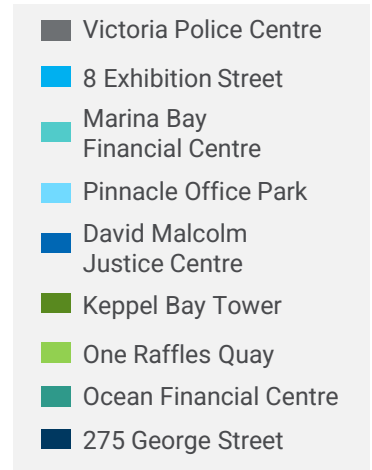 Victoria Police Centre
8 Exhibition Street
Marina Bay
Financial Centre
Pinnacle Office Park
David Malcolm
Justice Centre
Keppel Bay Tower
One Raffles Quay
Ocean Financial Centre
275 George Street